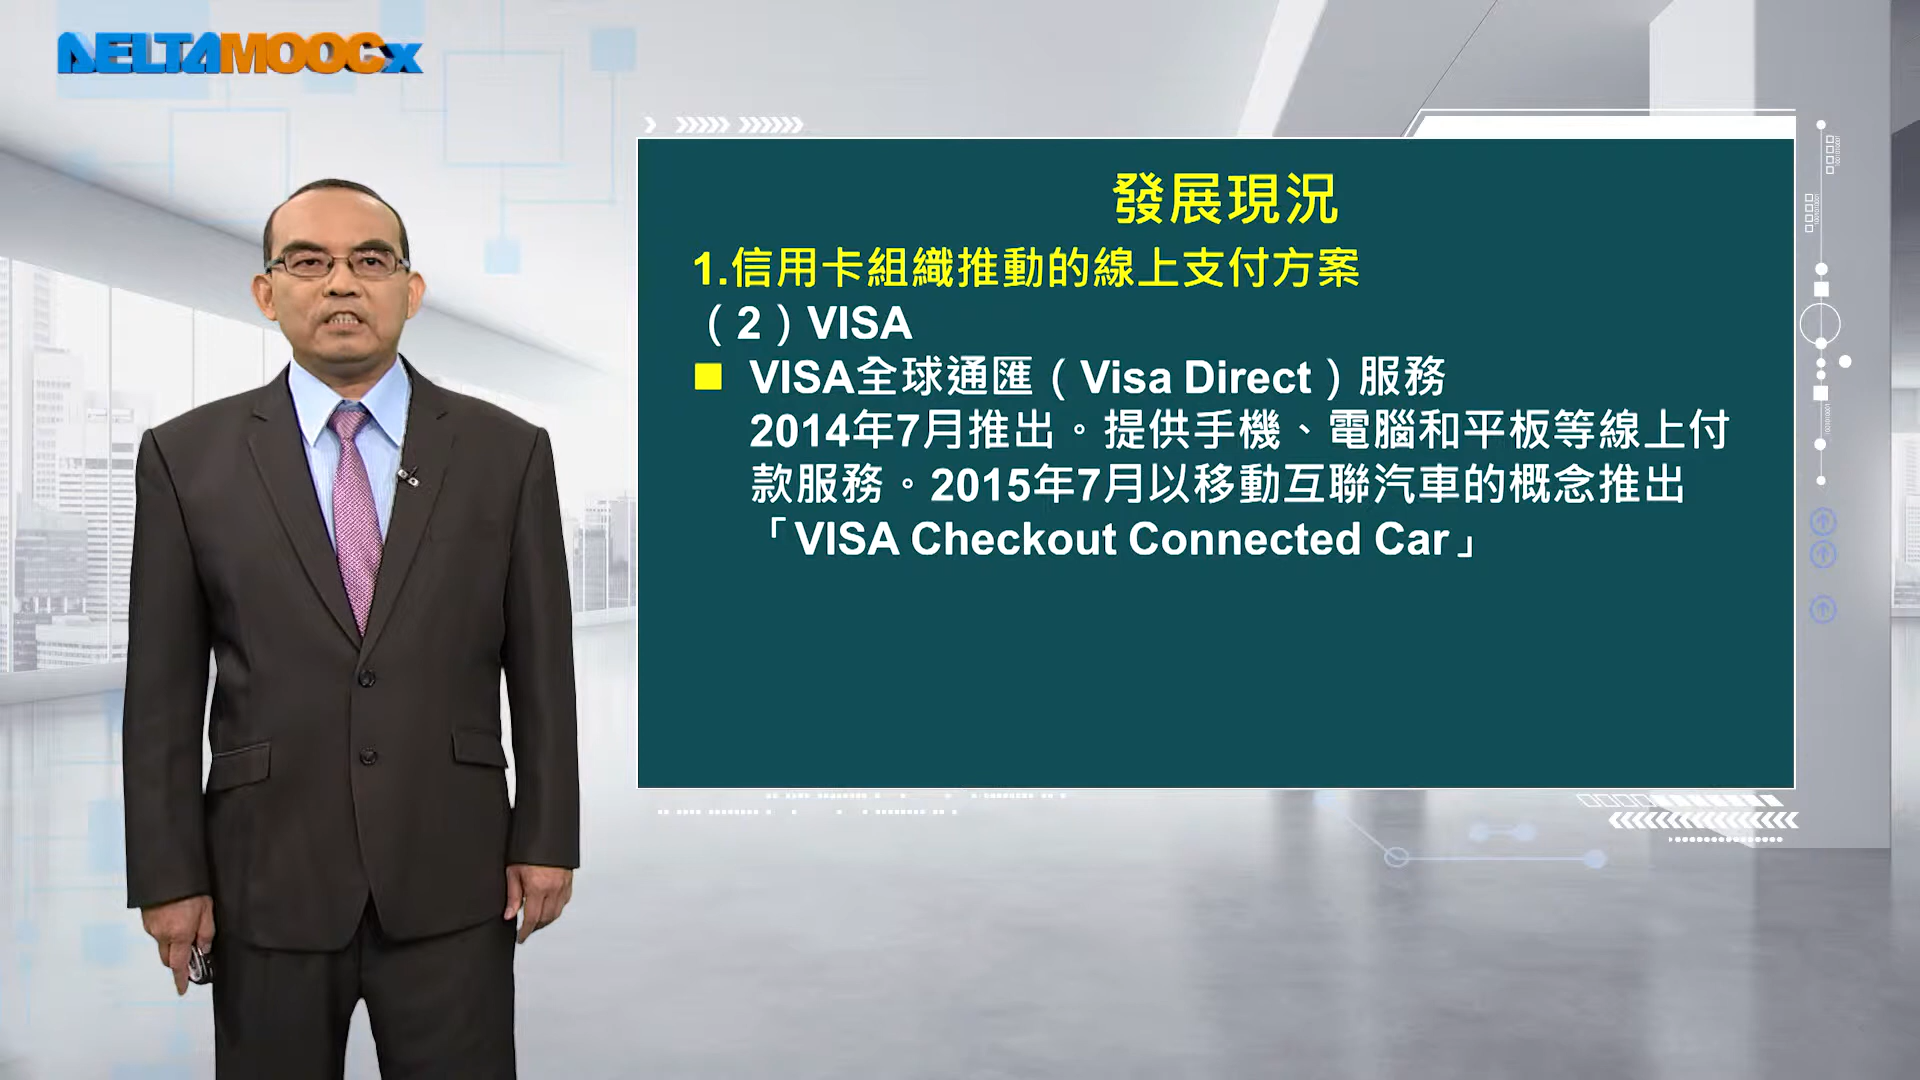 DELTAMOOCx
發展現況
1.信用卡組織推動的線上支付方案
（2）VISA
VISA全球通匯（Visa Direct）服務
2014年7月推出。提供手機、電腦和平板等線上付
款服務。2015年7月以移動互聯汽車的概念推出
「VISA Checkout Connected Car」